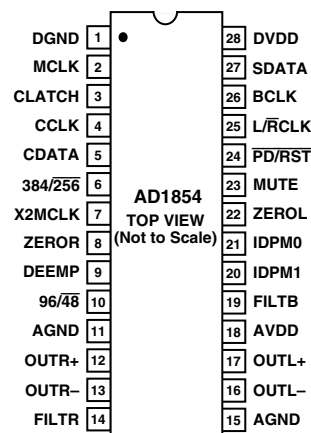 DGND 1 28 DVDD
MCLK 2 27 SDATA
CLATCH 3 26 BCLK
CCLK 4 25 L/R̅CLK
CDATA 5 24 P̅D̅/̅R̅S̅T̅
384/2̅5̅6̅ 6 23 MUTE
X2MCLK 7 22 ZEROL
ZEROR 8 21 IDPM0
DEEMP 9 20 IDPM1
96/4̅8̅ 10 19 FILTB
AGND 11 18 AVDD
OUTR+ 12 17 OUTL+
OUTR– 13 16 OUTL–
FILTR 14 15 AGND
AD1854
TOP VIEW
(Not to Scale)